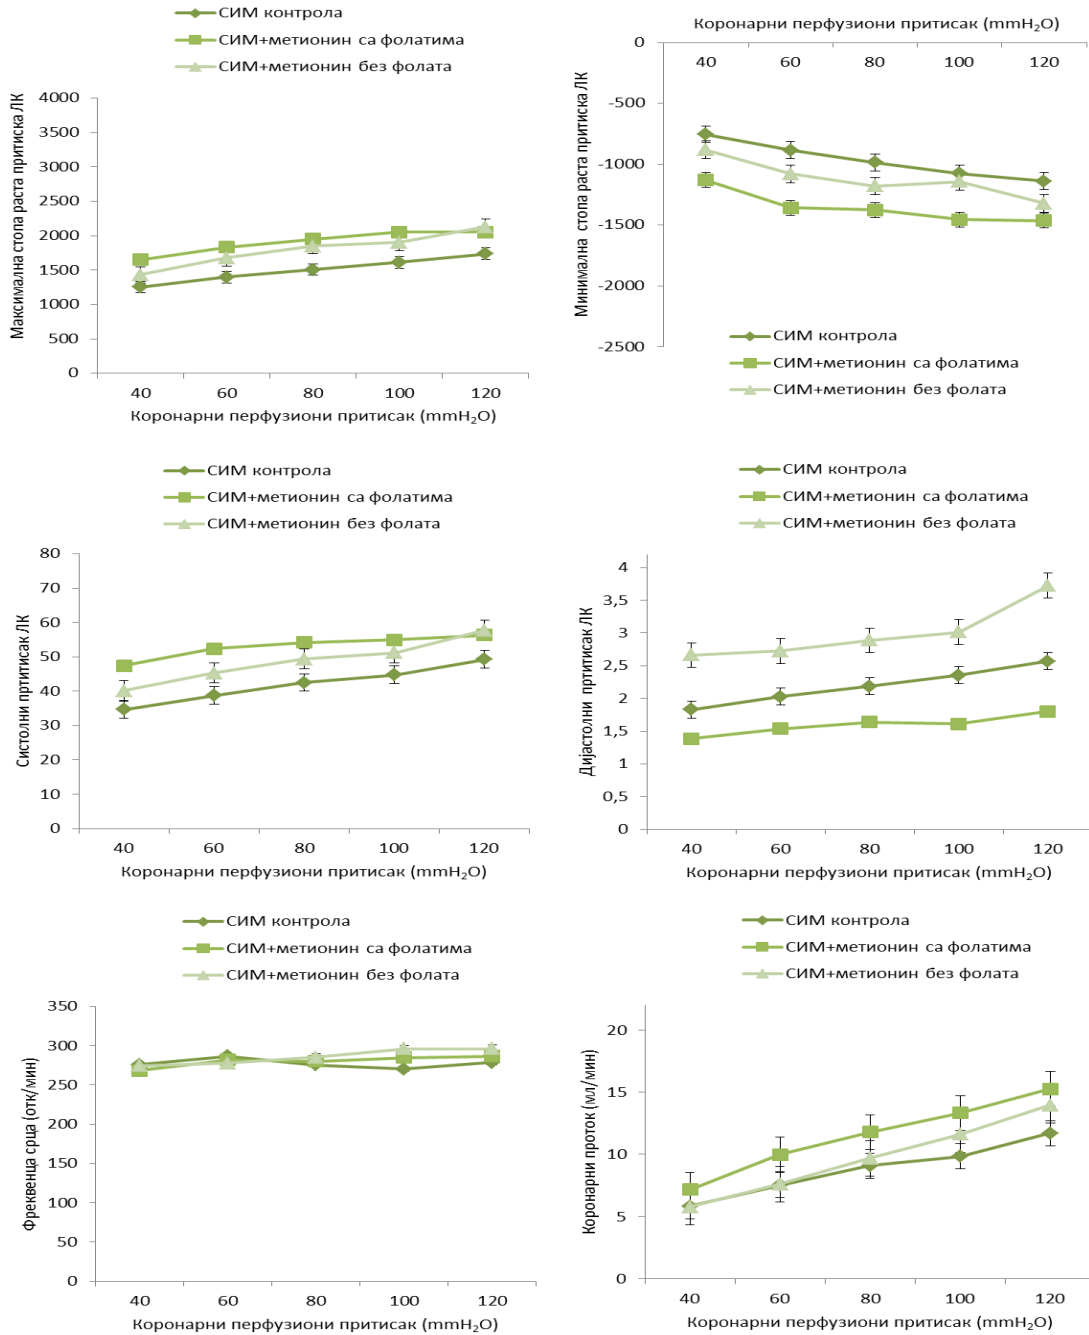 СИМ контрола
СИМ+метионин са фолатима
СИМ+метионин без фолата
Максимална стопа раста притиска ЛК
4000
3500
3000
2500
2000
1500
1000
500
0
40 60 80 100 120
Коронарни перфузиони притисак (mmH₂O)
Коронарни перфузиони притисак (mmH₂O)
Минимална стопа раста притиска ЛК
0
40 60 80 100 120
-500
-1000
-1500
-2000
-2500
СИМ контрола
СИМ+метионин са фолатима
СИМ+метионин без фолата
СИМ контрола
СИМ+метионин са фолатима
СИМ+метионин без фолата
Систолни пртитисак ЛК
80
70
60
50
40
30
20
10
0
40 60 80 100 120
Коронарни перфузиони притисак (mmH₂O)
СИМ контрола
СИМ+метионин са фолатима
СИМ+метионин без фолата
Дијастолни пртитисак ЛК
4
3,5
3
2,5
2
1,5
1
0,5
0
40 60 80 100 120
Коронарни перфузиони притисак (mmH₂O)
СИМ контрола
СИМ+метионин са фолатима
СИМ+метионин без фолата
Фреквенца срца (отк/мин)
350
300
250
200
150
100
50
0
40 60 80 100 120
Коронарни перфузиони притисак (mmH₂O)
СИМ контрола
СИМ+метионин са фолатима
СИМ+метионин без фолата
Коронарни проток (мл/мин)
20
15
10
5
0
40 60 80 100 120
Коронарни перфузиони притисак (mmH₂O)